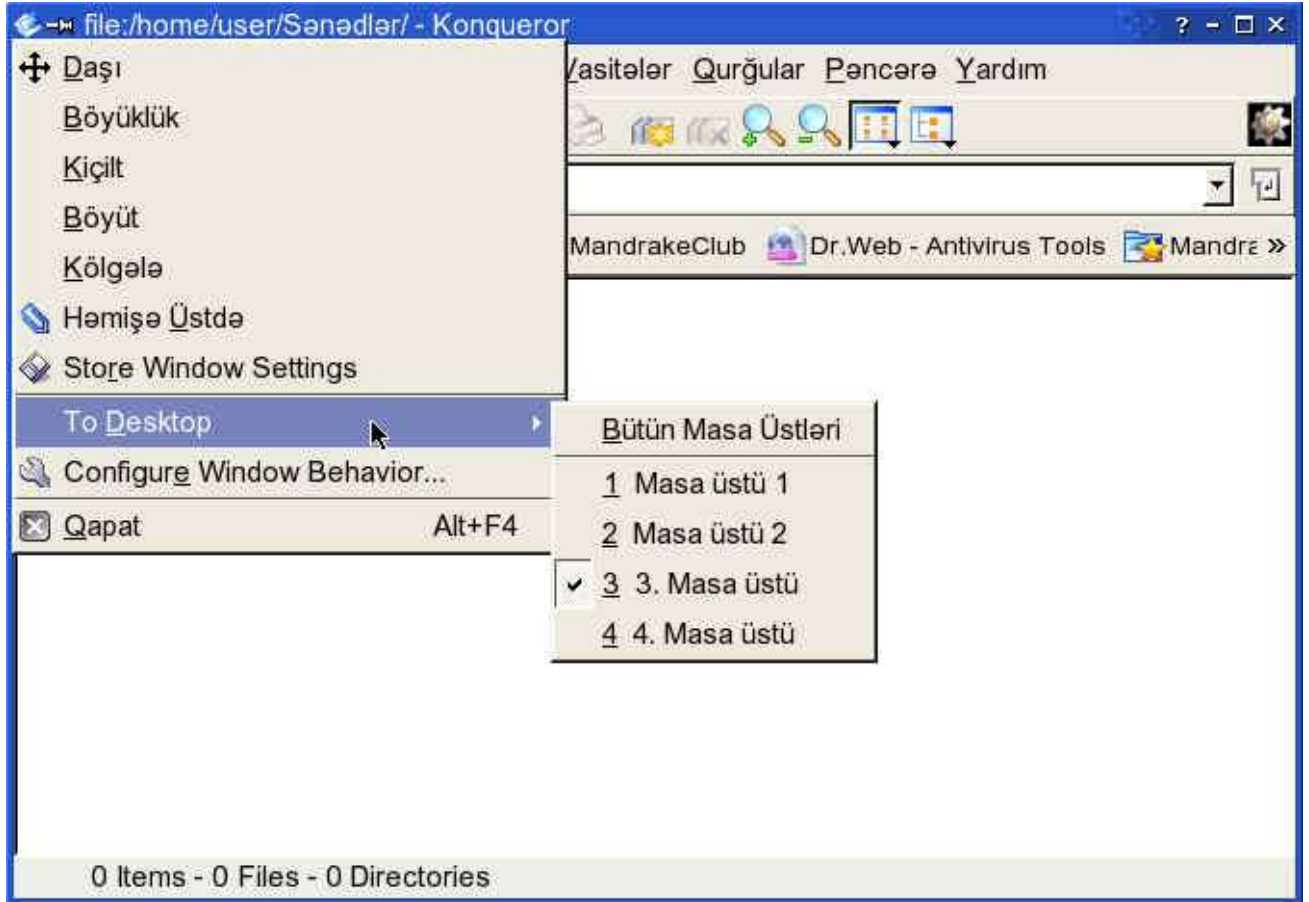 file:/home/user/Sənədlər/ - Konqueror
Daşı
Böyüklük
Kiçilt
Böyüt
Kölgələ
Həmişə Üstdə
Store Window Settings
To Desktop
Configure Window Behavior...
Qapat Alt+F4
Vasitələr Qurğular Pəncərə Yardım
MandrakeClub Dr.Web - Antivirus Tools »
Bütün Masa Üstləri
1 Masa üstü 1
2 Masa üstü 2
3 3. Masa üstü
4 4. Masa üstü
0 Items - 0 Files - 0 Directories